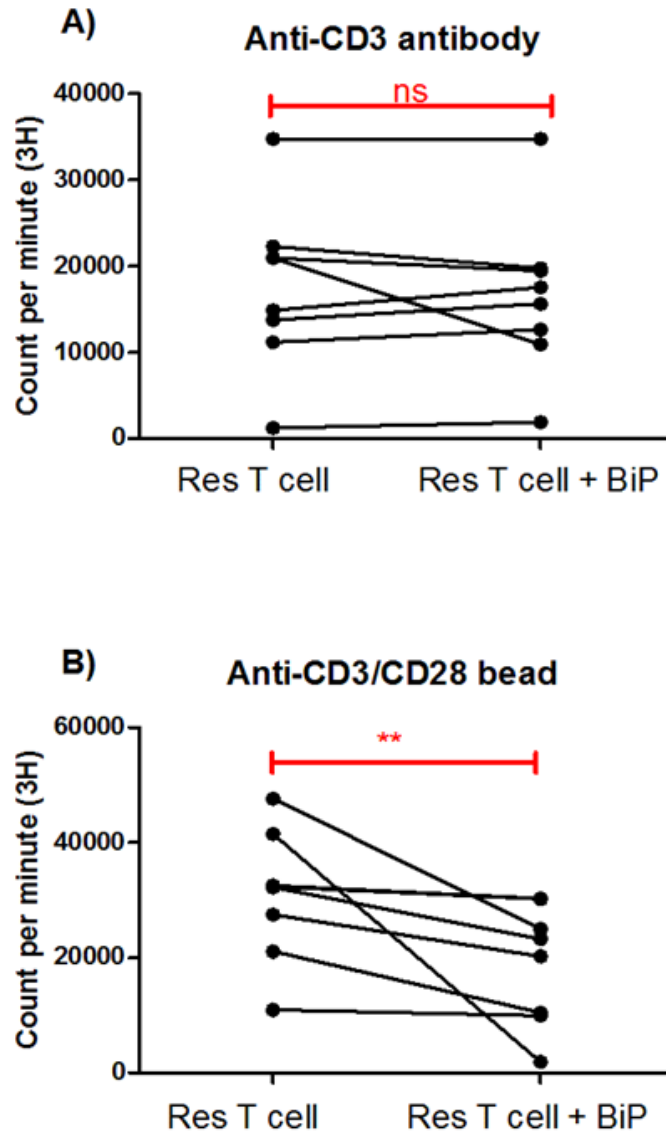 A)
Anti-CD3 antibody
ns
Count per minute (3H)
40000
30000
20000
10000
0
Res T cell
Res T cell + BiP
B)
Anti-CD3/CD28 bead
**
Count per minute (3H)
60000
40000
20000
0
Res T cell
Res T cell + BiP